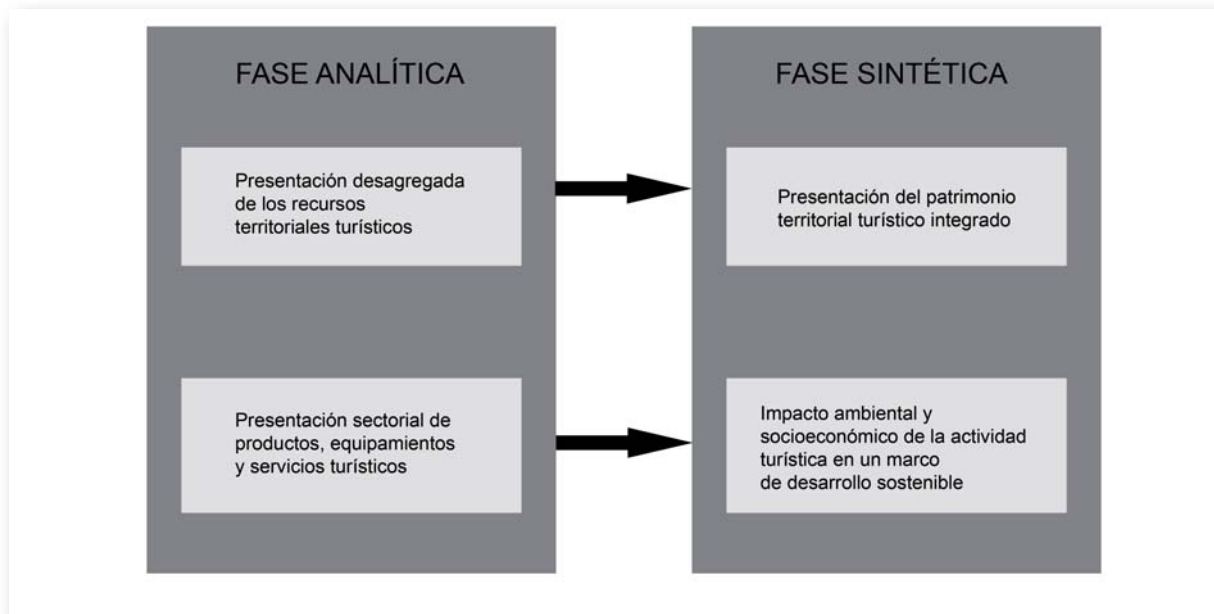 FASE ANALÍTICA
Presentación desagregada
de los recursos
territoriales turísticos
Presentación sectorial de
productos, equipamientos
y servicios turísticos
FASE SINTÉTICA
Presentación del patrimonio
territorial turístico integrado
Impacto ambiental y
socioeconómico de la actividad
turística en un marco
de desarrollo sostenible